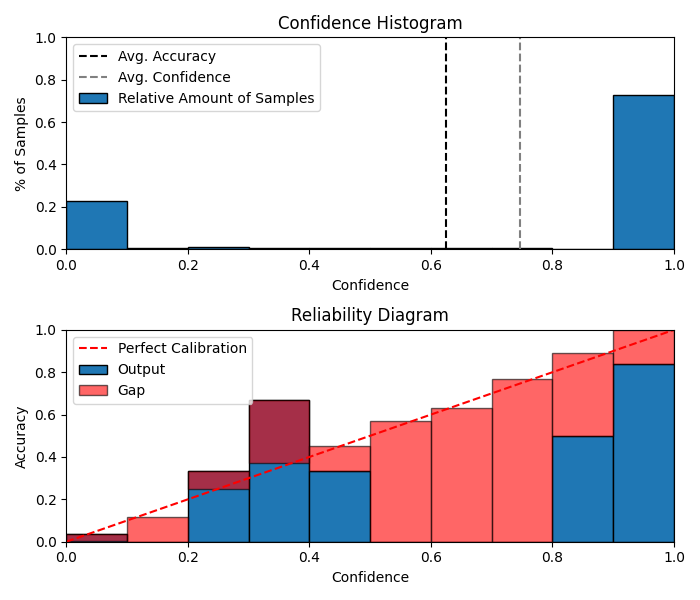 Confidence Histogram
1.0
0.8
0.6
0.4
0.2
0.0
% of Samples
Avg. Accuracy
Avg. Confidence
Relative Amount of Samples
0.0 0.2 0.4 0.6 0.8 1.0
Confidence
Reliability Diagram
1.0
0.8
0.6
0.4
0.2
0.0
Accuracy
Perfect Calibration
Output
Gap
0.0 0.2 0.4 0.6 0.8 1.0
Confidence